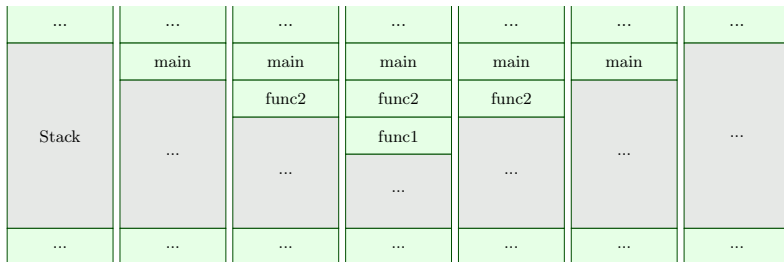 ... ... ... ... ... ... ...
main main main main main
func2 func2 func2
Stack func1 ...
... ...
... ...
...
... ... ... ... ... ... ...